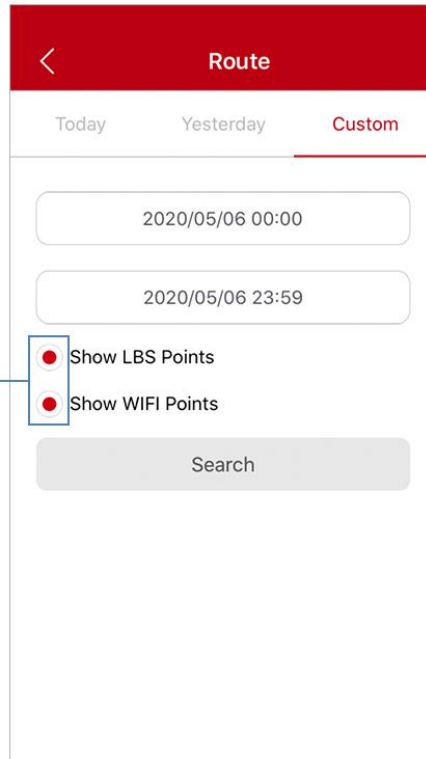 Route
Today Yesterday Custom
2020/05/06 00:00
2020/05/06 23:59
Show LBS Points
Show WIFI Points
Search